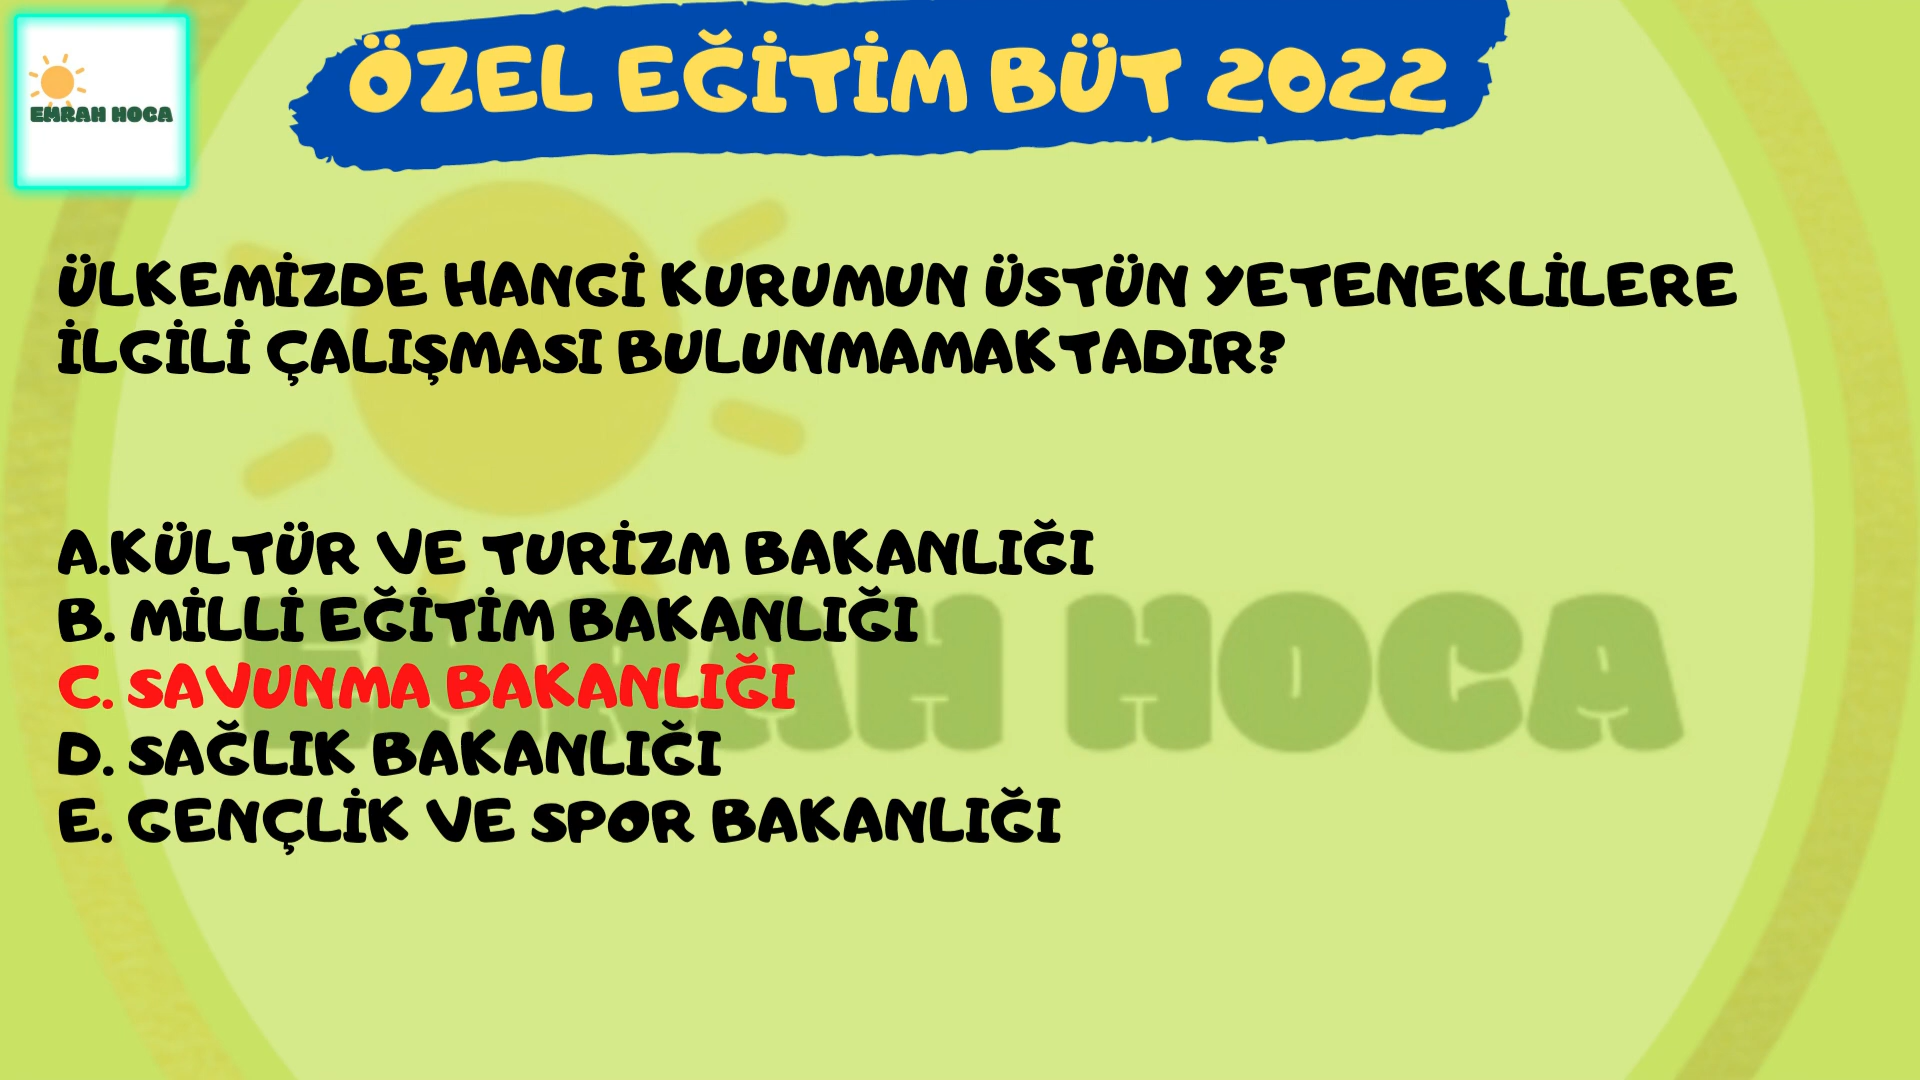 EMRAH HOCA
ÖZEL EĞİTİM BÜT 2022
ÜLKEMİZDE HANGİ KURUMUN ÜSTÜN YETENEKLİLERE
İLGİLİ ÇALIŞMASI BULUNMAMAKTADIR?
A.KÜLTÜR VE TURİZM BAKANLIĞI
B. MİLLİ EĞİTİM BAKANLIĞI
C. SAVUNMA BAKANLIĞI
D. SAĞLIK BAKANLIĞI
E. GENÇLİK VE SPOR BAKANLIĞI
EMRAH HOCA